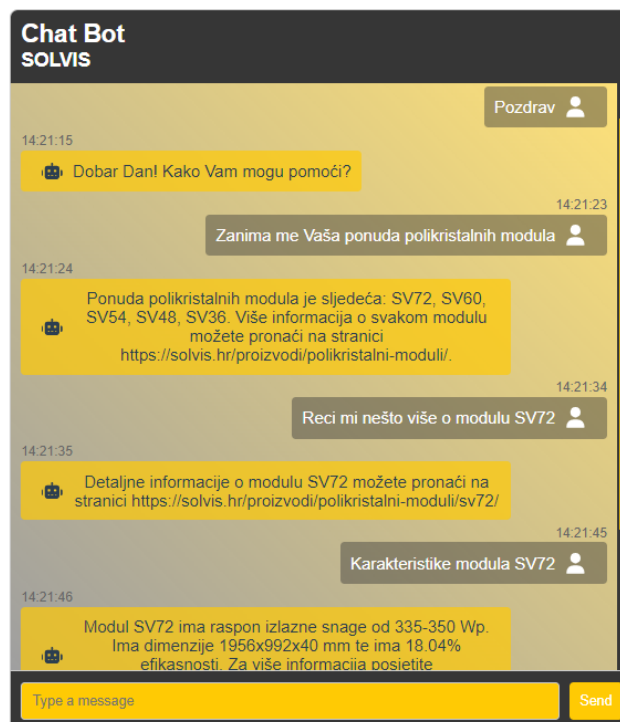 Chat Bot
SOLVIS
Pozdrav
14:21:15
Dobar Dan! Kako Vam mogu pomoći?
14:21:23
Zanima me Vaša ponuda polikristalnih modula
14:21:24
Ponuda polikristalnih modula je sljedeća: SV72, SV60,
SV54, SV48, SV36. Više informacija o svakom modulu
možete pronaći na stranici
https://solvis.hr/proizvodi/polikristalni-moduli/.
14:21:34
Reci mi nešto više o modulu SV72
14:21:35
Detaljne informacije o modulu SV72 možete pronaći na
stranici https://solvis.hr/proizvodi/polikristalni-moduli/sv72/
14:21:45
Karakteristike modula SV72
14:21:46
Modul SV72 ima raspon izlazne snage od 335-350 Wp.
Ima dimenzije 1956x992x40 mm te ima 18.04%
efikasnosti. Za više informacija posjetite
Type a message
Send